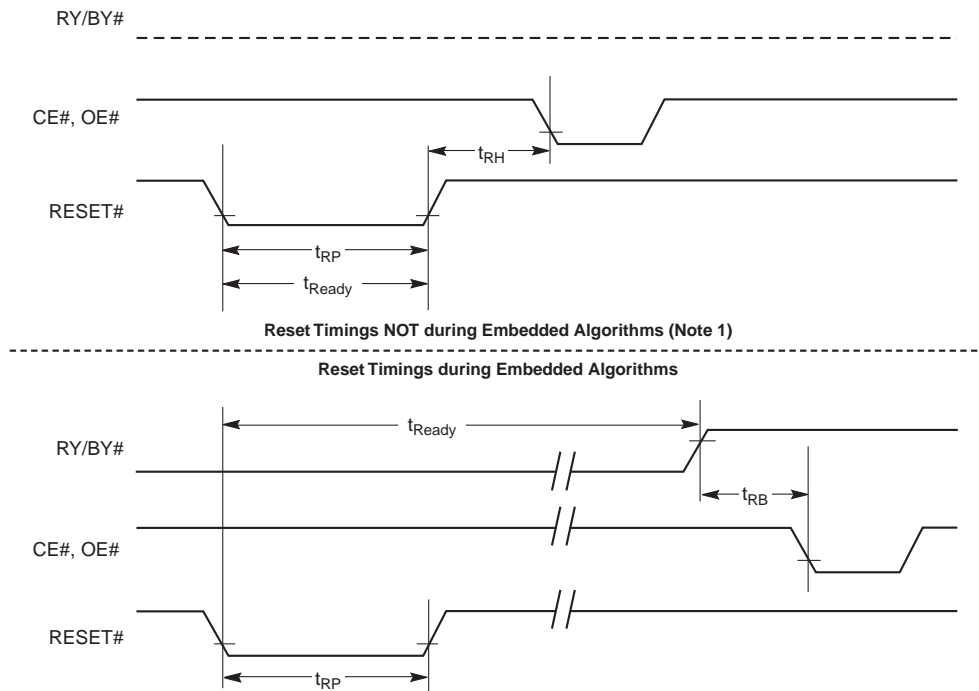 RY/BY#
CE#, OE#
tRH
RESET#
tRP
tReady
Reset Timings NOT during Embedded Algorithms (Note 1)
Reset Timings during Embedded Algorithms
tReady
RY/BY#
tRB
CE#, OE#
RESET#
tRP